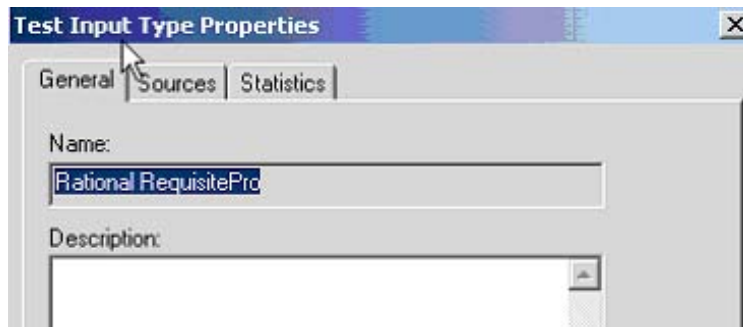 Test Input Type Properties
General Sources Statistics
Name:
Rational RequisitePro
Description: